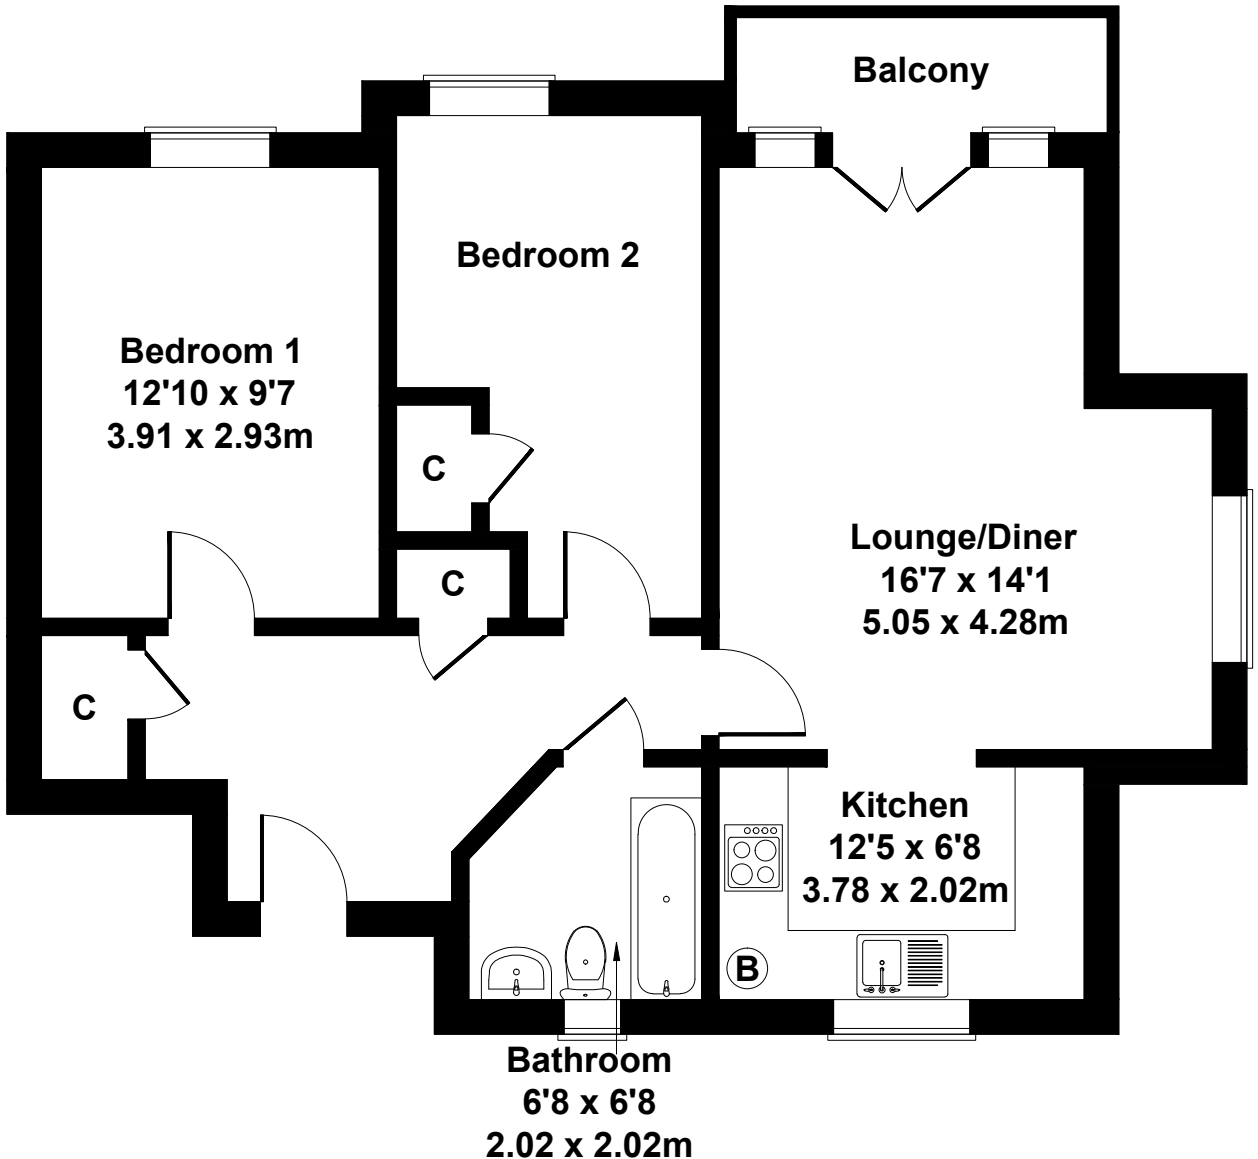 Balcony
Bedroom 2
Bedroom 1
12'10 x 9'7
3.91 x 2.93m
C
C
Lounge/Diner
16'7 x 14'1
5.05 x 4.28m
C
Kitchen
12'5 x 6'8
3.78 x 2.02m
B
Bathroom
6'8 x 6'8
2.02 x 2.02m